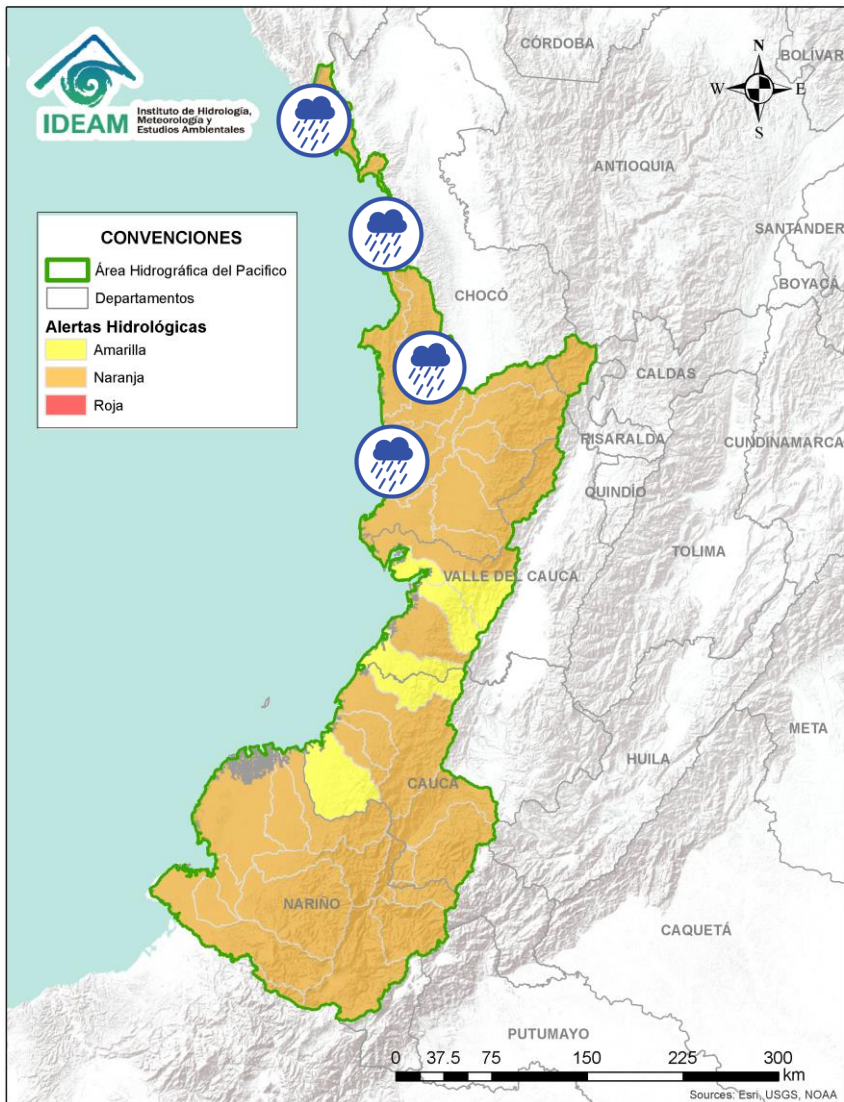 IDEAM
Instituto de Hidrología,
Meteorología y
Estudios Ambientales
CÓRDOBA
BOLÍVAR
N
W
E
S
ANTIOQUIA
SANTANDER
BOYACÁ
CONVENCIONES
Área Hidrográfica del Pacifico
Departamentos
Alertas Hidrológicas
Amarilla
Naranja
Roja
CHOCÓ
CALDAS
RISARALDA
CUNDINAMARCA
QUINDÍO
TOLIMA
VALLE DEL CAUCA
META
HUILA
CAUCA
NARIÑO
CAQUETÁ
PUTUMAYO
0 37.5 75 150 225 300
km
Sources: Esri, USGS, NOAA